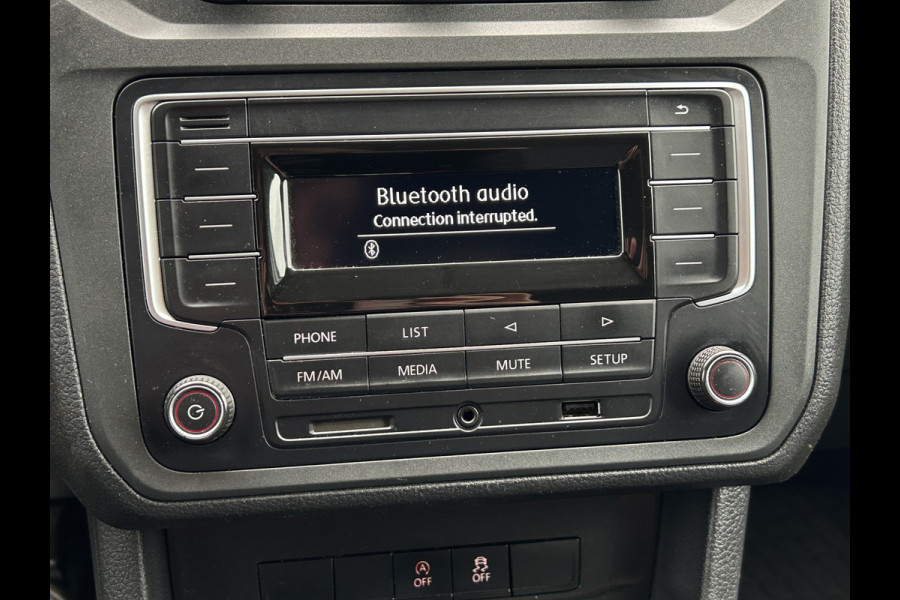 Bluetooth audio
Connection interrupted.
PHONE LIST
FM/AM MEDIA MUTE SETUP
A
OFF OFF